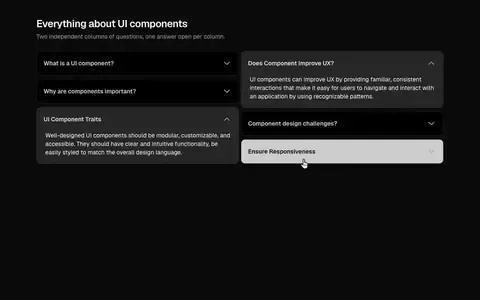 Everything about UI components
Two independent columns of questions, one answer open per column.
What is a UI component?
Why are components important?
UI Component Traits
Well-designed UI components should be modular, customizable, and
accessible. They should have clear and intuitive functionality, be
easily styled to match the overall design language.
Does Component Improve UX?
UI components can improve UX by providing familiar, consistent
interactions that make it easy for users to navigate and interact with
an application by using recognizable patterns.
Component design challenges?
Ensure Responsiveness